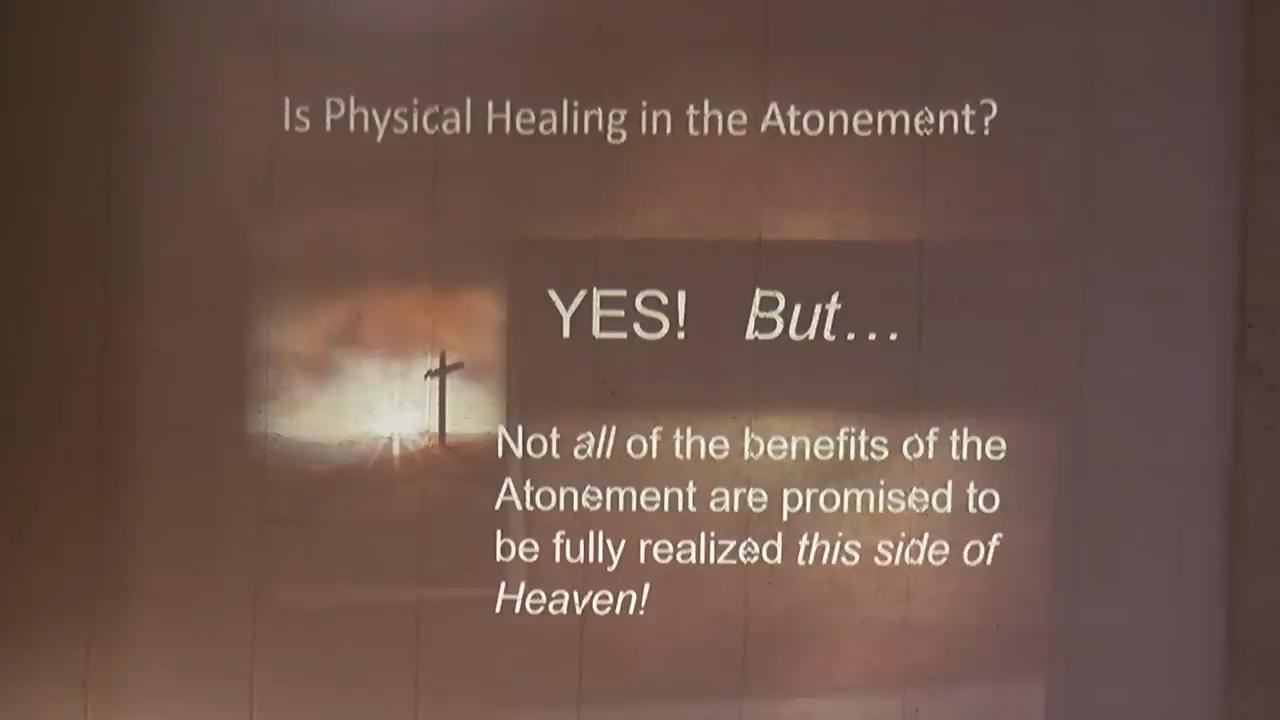 Is Physical Healing in the Atonement?
YES! But...
Not all of the benefits of the
Atonement are promised to
be fully realized this side of
Heaven!